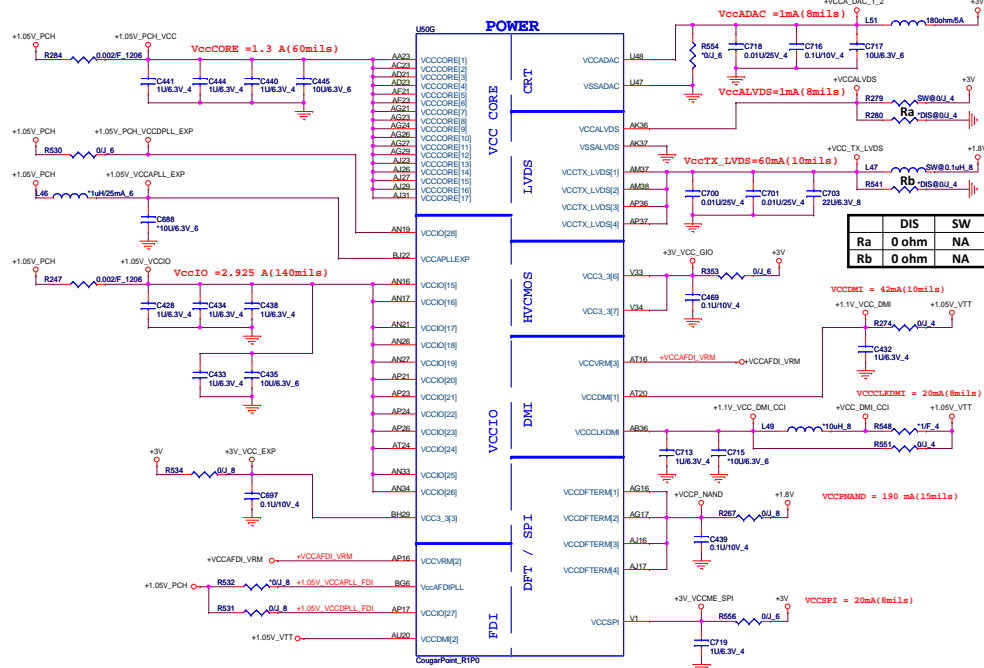 POWER
U50G
+1.05V_PCH
+1.05V_PCH_VCC
R284
0.002/F_1206
VccCORE =1.3 A(60mils)
C441
1U/6.3V_4
C444
1U/6.3V_4
C440
1U/6.3V_4
C445
10U/6.3V_6
+1.05V_PCH
+1.05V_PCH_VCCDPLL_EXP
R530
0/J_6
+1.05V_PCH
+1.05V_VCCAPLL_EXP
L46
*1uH/25mA_6
C688
*10U/6.3V_6
+1.05V_PCH
+1.05V_VCCIO
R247
0.002/F_1206
VccIO =2.925 A(140mils)
C428
1U/6.3V_4
C434
1U/6.3V_4
C438
1U/6.3V_4
C433
1U/6.3V_4
C435
10U/6.3V_6
+3V
+3V_VCC_EXP
R534
0/J_8
C697
0.1U/10V_4
+VCCAFDI_VRM
+VCCAFDI_VRM
+1.05V_PCH
R532
*0/J_8
+1.05V_VCCAPLL_FDI
R531
0/J_8
+1.05V_VCCDPLL_FDI
+1.05V_VTT
AA23 VCCCORE[1]
AC23 VCCCORE[2]
AD21 VCCCORE[3]
AD23 VCCCORE[4]
AF21 VCCCORE[5]
AF23 VCCCORE[6]
AG21 VCCCORE[7]
AG23 VCCCORE[8]
AG24 VCCCORE[9]
AG26 VCCCORE[10]
AG27 VCCCORE[11]
AG29 VCCCORE[12]
AJ23 VCCCORE[13]
AJ26 VCCCORE[14]
AJ27 VCCCORE[15]
AJ29 VCCCORE[16]
AJ31 VCCCORE[17]
AN19 VCCIO[28]
BJ22 VCCAPLLEXP
AN16 VCCIO[15]
AN17 VCCIO[16]
AN21 VCCIO[17]
AN26 VCCIO[18]
AN27 VCCIO[19]
AP21 VCCIO[20]
AP23 VCCIO[21]
AP24 VCCIO[22]
AP26 VCCIO[23]
AT24 VCCIO[24]
AN33 VCCIO[25]
AN34 VCCIO[26]
BH29 VCC3_3[3]
AP16 VCCVRM[2]
BG6 VccAFDIPLL
AP17 VCCIO[27]
AU20 VCCDMI[2]
CougarPoint_R1P0
VCC CORE
VCCIO
FDI
CRT
LVDS
HVCMOS
DMI
DFT / SPI
VCCADAC U48
VSSADAC U47
VCCALVDS AK36
VSSALVDS AK37
VCCTX_LVDS[1] AM37
VCCTX_LVDS[2] AM38
VCCTX_LVDS[3] AP36
VCCTX_LVDS[4] AP37
VCC3_3[6] V33
VCC3_3[7] V34
VCCVRM[3] AT16
VCCDMI[1] AT20
VCCCLKDMI AB36
VCCDFTERM[1] AG16
VCCDFTERM[2] AG17
VCCDFTERM[3] AJ16
VCCDFTERM[4] AJ17
VCCSPI V1
VccADAC =1mA(8mils)
+VCCA_DAC_1_2
+3V
L51
180ohm/5A
R554
*0/J_6
C718
0.01U/25V_4
C716
0.1U/10V_4
C717
10U/6.3V_6
VccALVDS=1mA(8mils)
+VCCALVDS
+3V
R279
SW@0/J_4
R280
Ra
*DIS@0/J_4
VccTX_LVDS=60mA(10mils)
+VCC_TX_LVDS
+1.8V
L47
SW@0.1uH_8
Rb
R541
*DIS@0/J_4
C700
0.01U/25V_4
C701
0.01U/25V_4
C703
22U/6.3V_8
DIS SW
Ra 0 ohm NA
Rb 0 ohm NA
+3V_VCC_GIO
+3V
R353
0/J_6
C469
0.1U/10V_4
VCCDMI = 42mA(10mils)
+1.1V_VCC_DMI
+1.05V_VTT
R274
0/J_4
C432
1U/6.3V_4
+VCCAFDI_VRM
+VCCAFDI_VRM
VCCCLKDMI = 20mA(8mils)
+1.1V_VCC_DMI_CCI
+VCC_DMI_CCI
+1.05V_VTT
L49
*10uH_8
R548
*1/F_4
R551
0/J_4
C713
1U/6.3V_4
C715
*10U/6.3V_6
VCCPNAND = 190 mA(15mils)
+VCCP_NAND
+1.8V
R267
0/J_8
C439
0.1U/10V_4
VCCSPI = 20mA(8mils)
+3V_VCCME_SPI
+3V
R556
0/J_6
C719
1U/6.3V_4